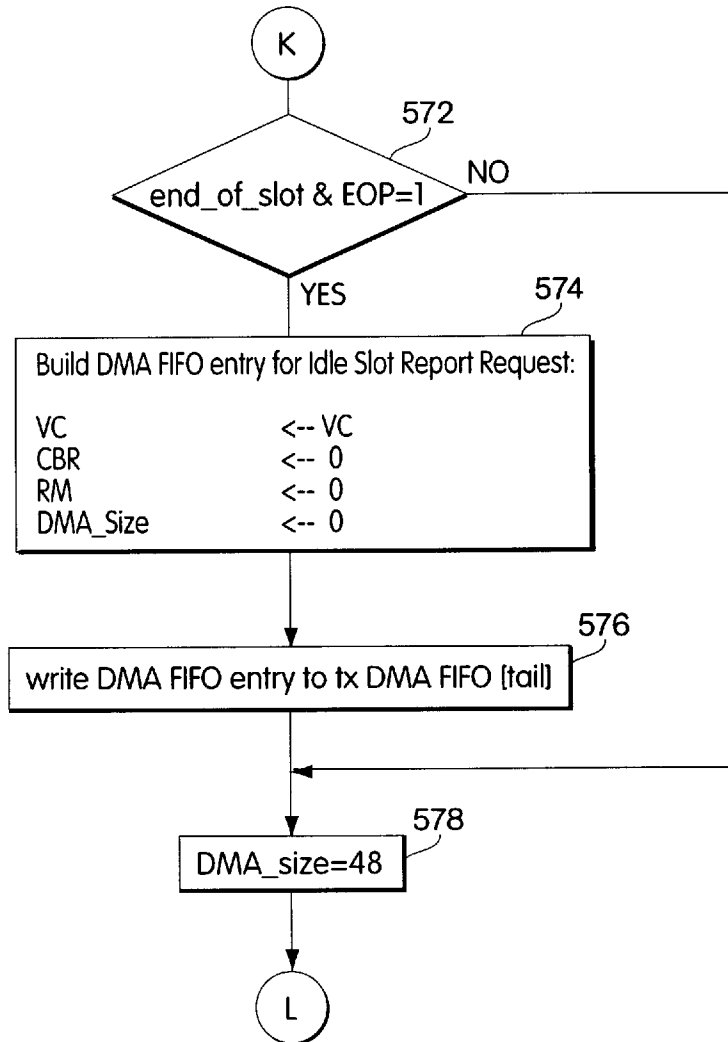 K
572
end_of_slot & EOP=1
NO
YES
574
Build DMA FIFO entry for Idle Slot Report Request:
VC <-- VC
CBR <-- 0
RM <-- 0
DMA_Size <-- 0
576
write DMA FIFO entry to tx DMA FIFO [tail]
578
DMA_size=48
L